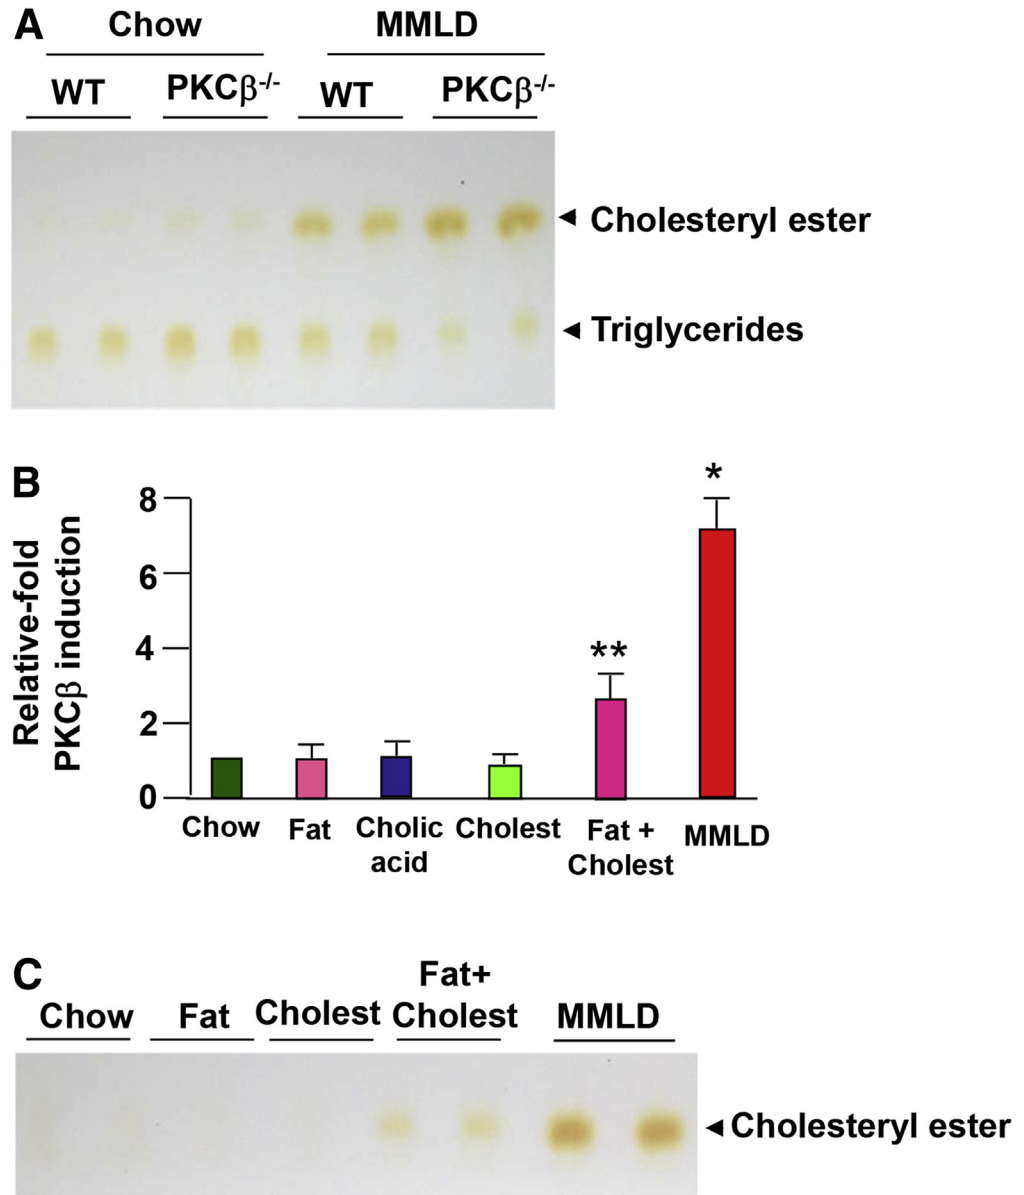 A
Chow MMLD
WT PKCβ-/- WT PKCβ-/-
Cholesteryl ester
Triglycerides
B
Relative-fold
PKCβ induction
8
6
4
2
0
*
**
Chow Fat Cholic acid Cholest Fat + Cholest MMLD
C
Chow Fat Cholest Fat+ Cholest MMLD
Cholesteryl ester